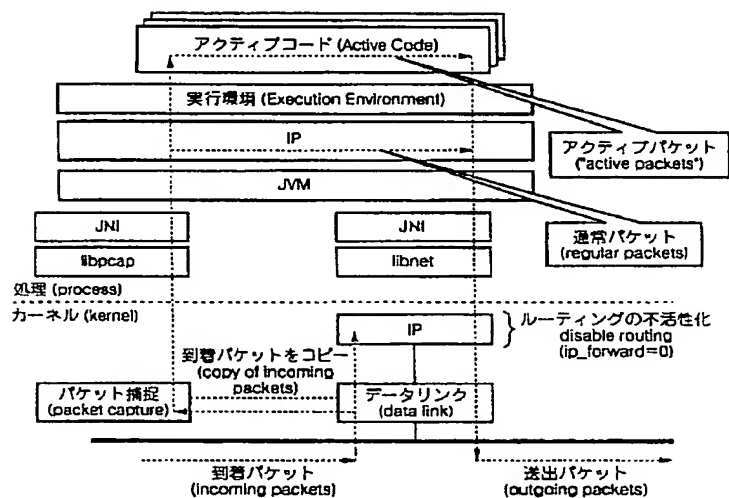 アクティブコード (Active Code)
実行環境 (Execution Environment)
IP
アクティブパケット
("active packets")
JVM
JNI
JNI
通常パケット
(regular packets)
libpcap
libnet
処理 (process)
カーネル (kernel)
IP
ルーティングの不活性化
disable routing
(ip_forward=0)
到着パケットをコピー
(copy of incoming
packets)
パケット捕捉
(packet capture)
データリンク
(data link)
到着パケット
(incoming packets)
送出パケット
(outgoing packets)